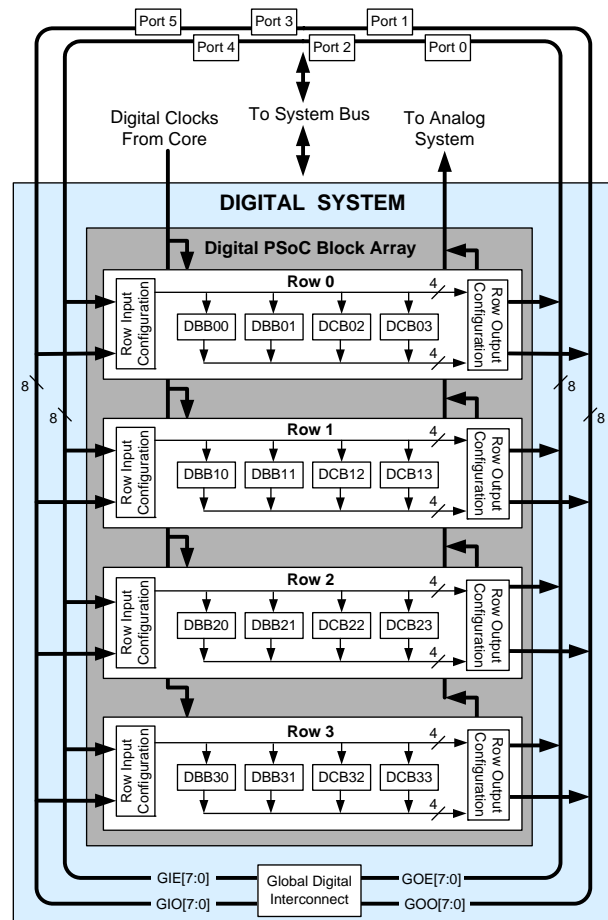 Port 5
Port 3
Port 1
Port 4
Port 2
Port 0
Digital Clocks
From Core
To System Bus
To Analog
System
DIGITAL SYSTEM
Digital PSoC Block Array
Row 0
Row Input
Configuration
4
DBB00
DBB01
DCB02
DCB03
4
Row Output
Configuration
8
8
8
8
Row 1
Row Input
Configuration
4
DBB10
DBB11
DCB12
DCB13
4
Row Output
Configuration
Row 2
Row Input
Configuration
4
DBB20
DBB21
DCB22
DCB23
4
Row Output
Configuration
Row 3
Row Input
Configuration
4
DBB30
DBB31
DCB32
DCB33
4
Row Output
Configuration
GIE[7:0]
GIO[7:0]
Global Digital
Interconnect
GOE[7:0]
GOO[7:0]